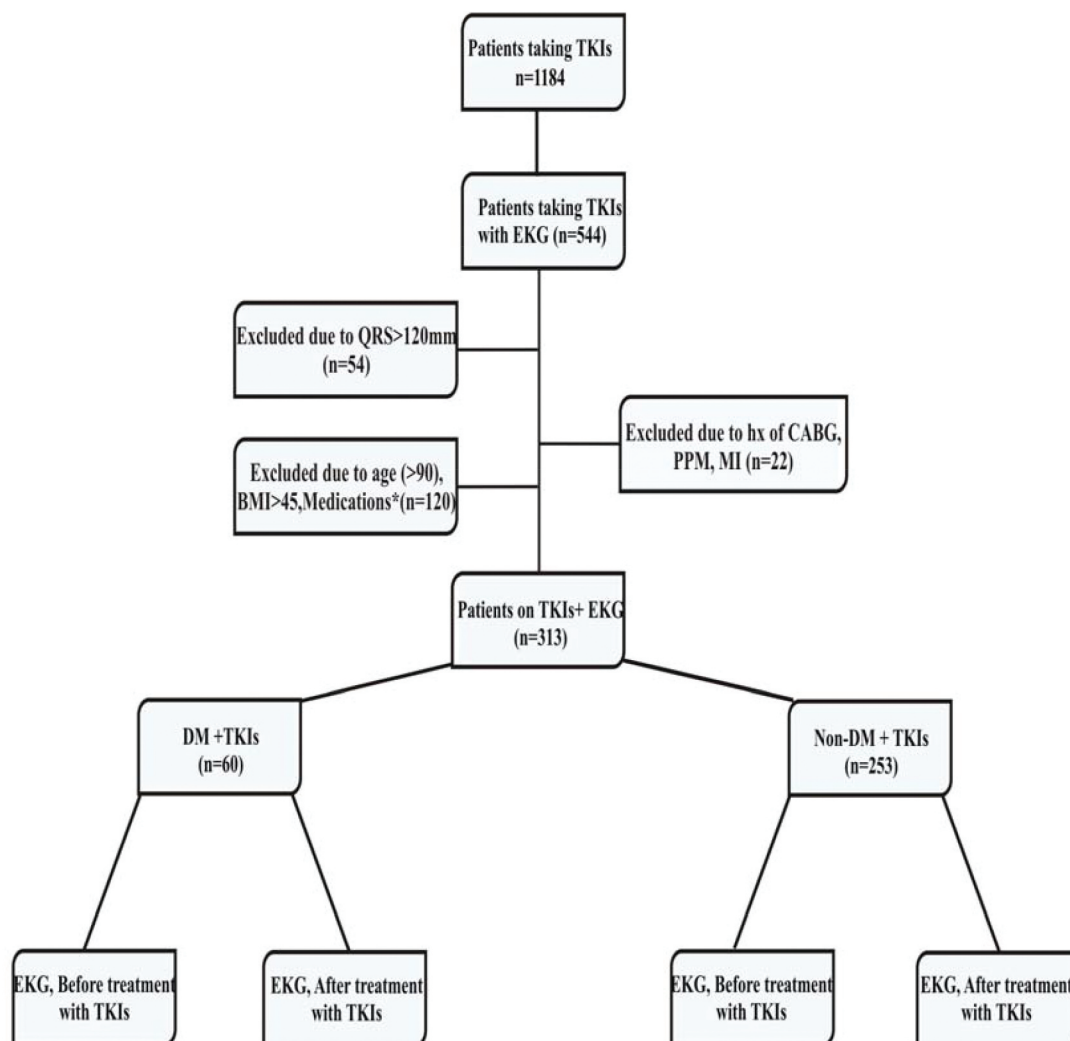 Patients taking TKIs
n=1184
Patients taking TKIs
with EKG (n=544)
Excluded due to QRS>120mm
(n=54)
Excluded due to hx of CABG,
PPM, MI (n=22)
Excluded due to age (>90),
BMI>45,Medications*(n=120)
Patients on TKIs+ EKG
(n=313)
DM +TKIs
(n=60)
Non-DM + TKIs
(n=253)
EKG, Before treatment
with TKIs
EKG, After treatment
with TKIs
EKG, Before treatment
with TKIs
EKG, After treatment
with TKIs